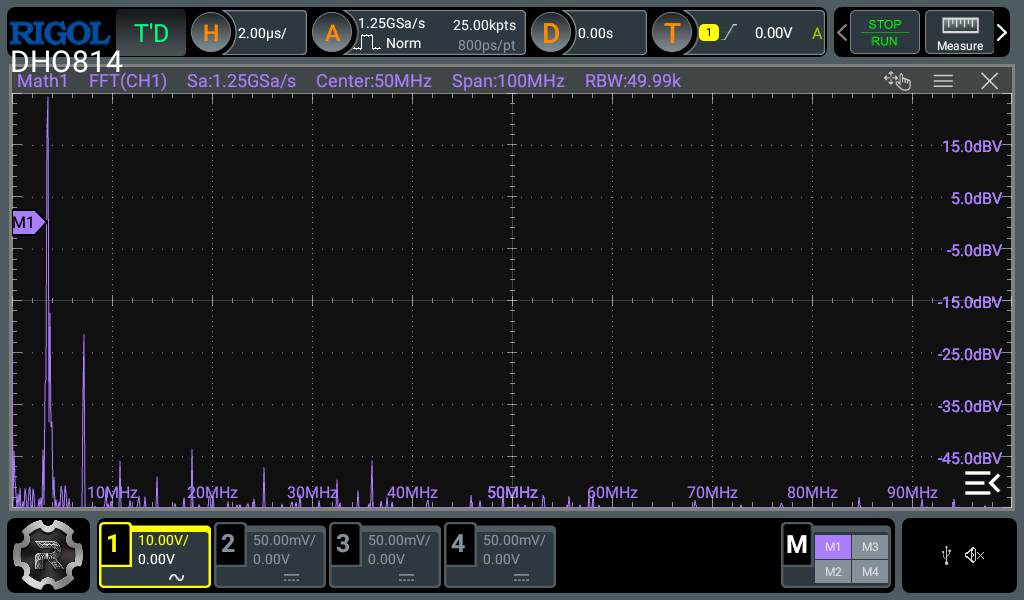 RIGOL T'D H 2.00μs/ A 1.25GSa/s 25.00kpts D 0.00s T 1 0.00V A STOP
Norm 800ps/pt RUN Measure
DHO814
Math1 FFT(CH1) Sa:1.25GSa/s Center:50MHz Span:100MHz RBW:49.99k
15.0dBV
5.0dBV
M1
-5.0dBV
-15.0dBV
-25.0dBV
-35.0dBV
-45.0dBV
10MHz 20MHz 30MHz 40MHz 50MHz 60MHz 70MHz 80MHz 90MHz
1 10.00V/ 2 50.00mV/ 3 50.00mV/ 4 50.00mV/ M M1 M3
0.00V 0.00V 0.00V 0.00V M2 M4
R